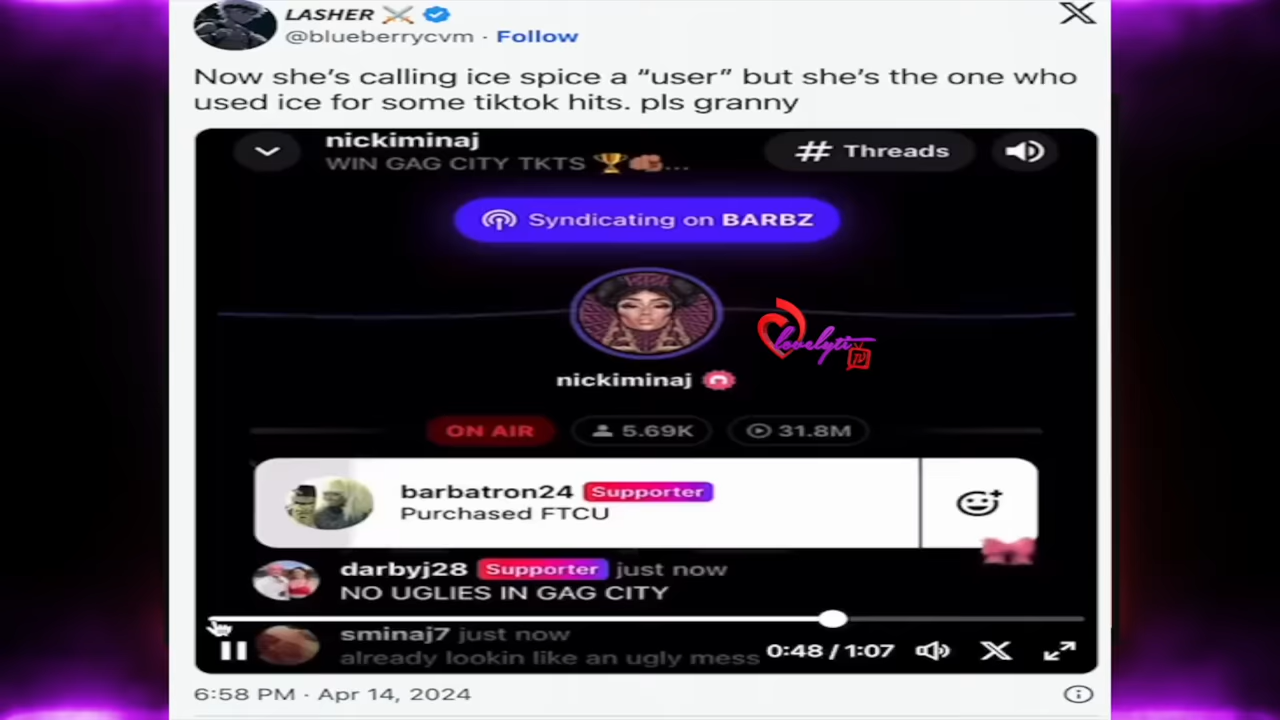 LASHER ⚔️
@blueberrycvm · Follow
Now she's calling ice spice a “user” but she's the one who
used ice for some tiktok hits. pls granny
nickiminaj
WIN GAG CITY TKTS 🏆👊🏽...
# Threads
Syndicating on BARBZ
lovelyti TV
nickiminaj
ON AIR
5.69K
31.8M
barbatron24 Supporter
Purchased FTCU
darbyj28 Supporter just now
NO UGLIES IN GAG CITY
sminaj7 just now
already lookin like an ugly mess
0:48 / 1:07
6:58 PM · Apr 14, 2024